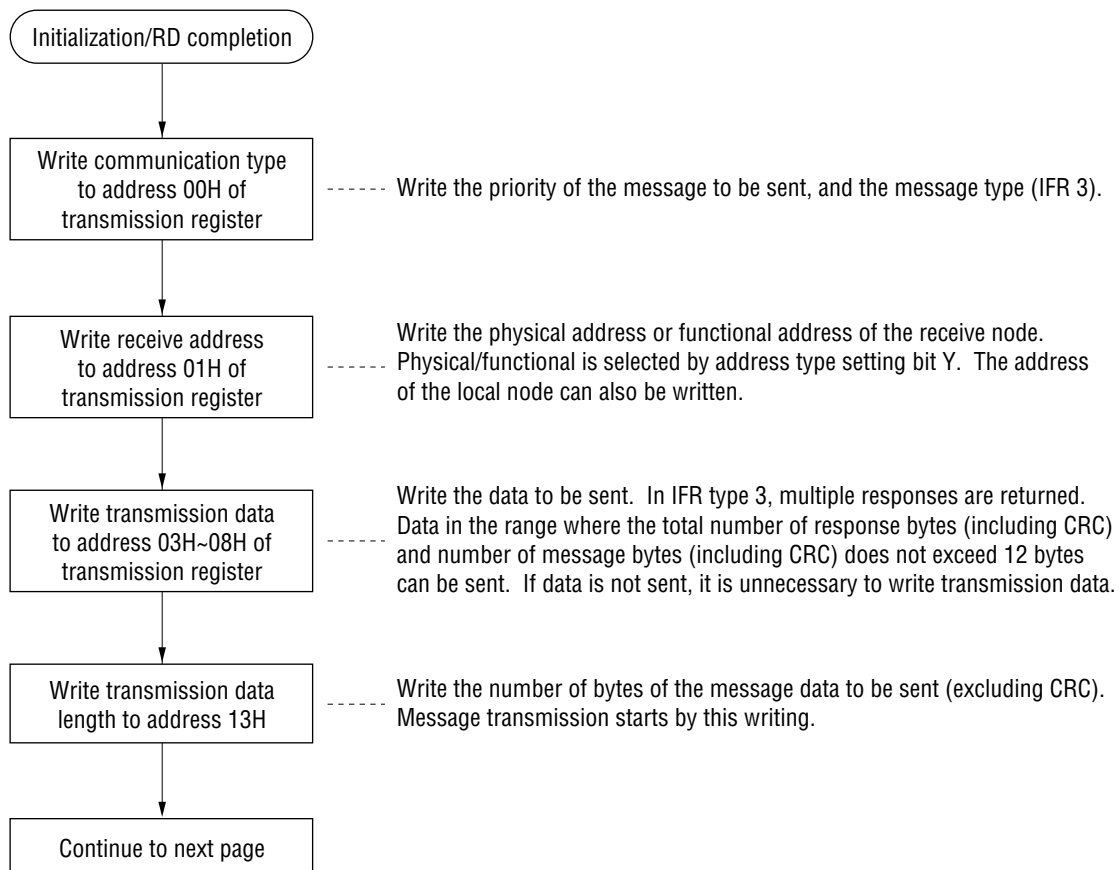 Initialization/RD completion
Write communication type
to address 00H of
transmission register
Write the priority of the message to be sent, and the message type (IFR 3).
Write receive address
to address 01H of
transmission register
Write the physical address or functional address of the receive node.
Physical/functional is selected by address type setting bit Y.  The address
of the local node can also be written.
Write transmission data
to address 03H~08H of
transmission register
Write the data to be sent.  In IFR type 3, multiple responses are returned.
Data in the range where the total number of response bytes (including CRC)
and number of message bytes (including CRC) does not exceed 12 bytes
can be sent.  If data is not sent, it is unnecessary to write transmission data.
Write transmission data
length to address 13H
Write the number of bytes of the message data to be sent (excluding CRC).
Message transmission starts by this writing.
Continue to next page